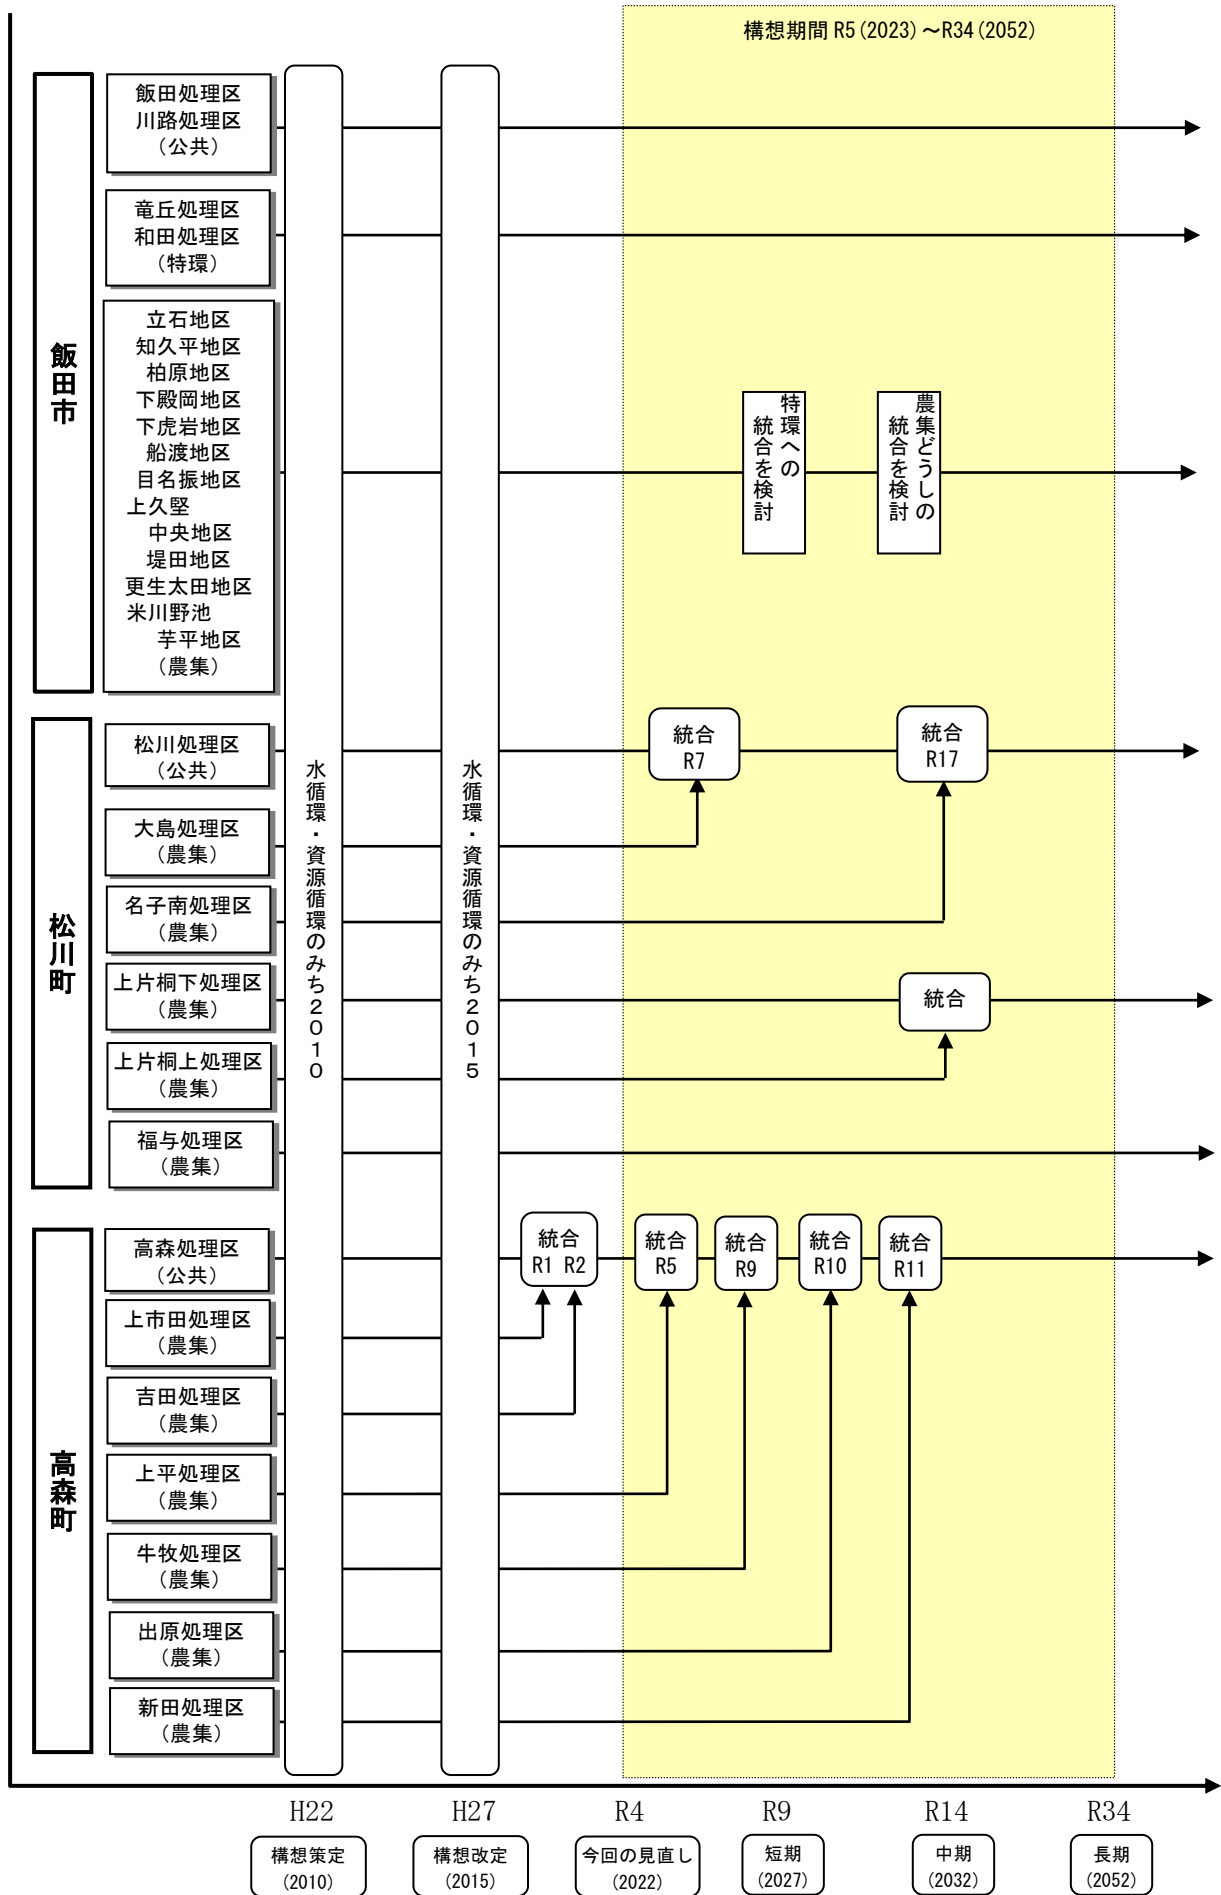 構想期間 R5(2023)～R34(2052)
飯田市
飯田処理区
川路処理区
（公共）
竜丘処理区
和田処理区
（特環）
立石地区
知久平地区
柏原地区
下殿岡地区
下虎岩地区
船渡地区
目名振地区
上久堅
中央地区
堤田地区
更生太田地区
米川野池
芋平地区
（農集）
特環への
統合を検討
農集どうしの
統合を検討
水循環・資源循環のみち２０１０
水循環・資源循環のみち２０１５
松川町
松川処理区
（公共）
統合
R7
統合
R17
大島処理区
（農集）
名子南処理区
（農集）
上片桐下処理区
（農集）
統合
上片桐上処理区
（農集）
福与処理区
（農集）
高森町
高森処理区
（公共）
統合
R1 R2
統合
R5
統合
R9
統合
R10
統合
R11
上市田処理区
（農集）
吉田処理区
（農集）
上平処理区
（農集）
牛牧処理区
（農集）
出原処理区
（農集）
新田処理区
（農集）
H22
H27
R4
R9
R14
R34
構想策定
(2010)
構想改定
(2015)
今回の見直し
(2022)
短期
(2027)
中期
(2032)
長期
(2052)